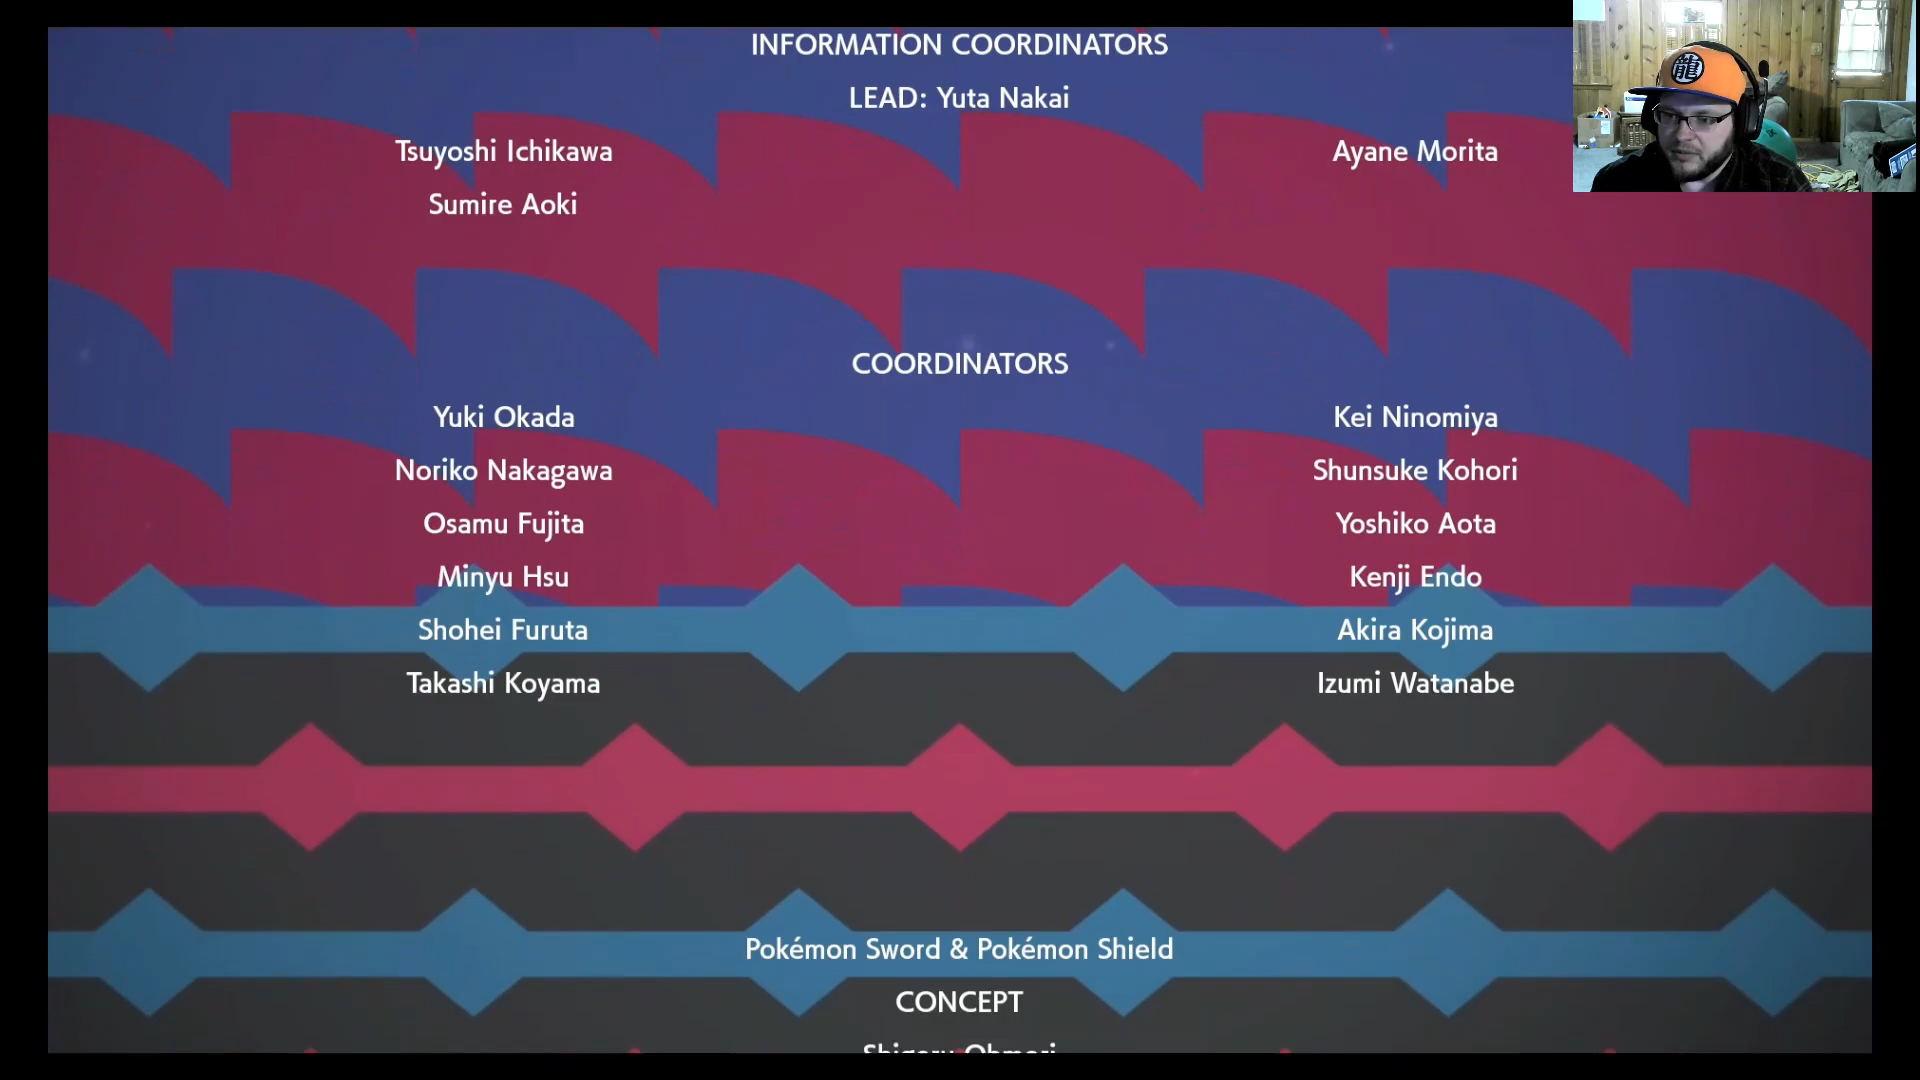 INFORMATION COORDINATORS
LEAD: Yuta Nakai
Tsuyoshi Ichikawa Ayane Morita
Sumire Aoki
COORDINATORS
Yuki Okada Kei Ninomiya
Noriko Nakagawa Shunsuke Kohori
Osamu Fujita Yoshiko Aota
Minyu Hsu Kenji Endo
Shohei Furuta Akira Kojima
Takashi Koyama Izumi Watanabe
Pokémon Sword & Pokémon Shield
CONCEPT
Shigeru Ohmori